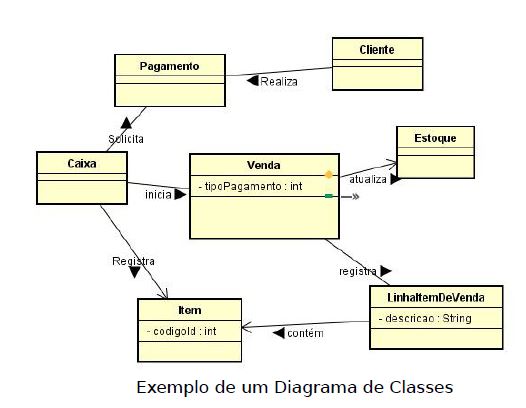 Cliente
Pagamento
Realiza
Solicita
Estoque
Caixa
Venda
- tipoPagamento : int
atualiza
inicia
Registra
registra
Item
- codigoId : int
LinhaItemDeVenda
- descricao : String
contém
Exemplo de um Diagrama de Classes